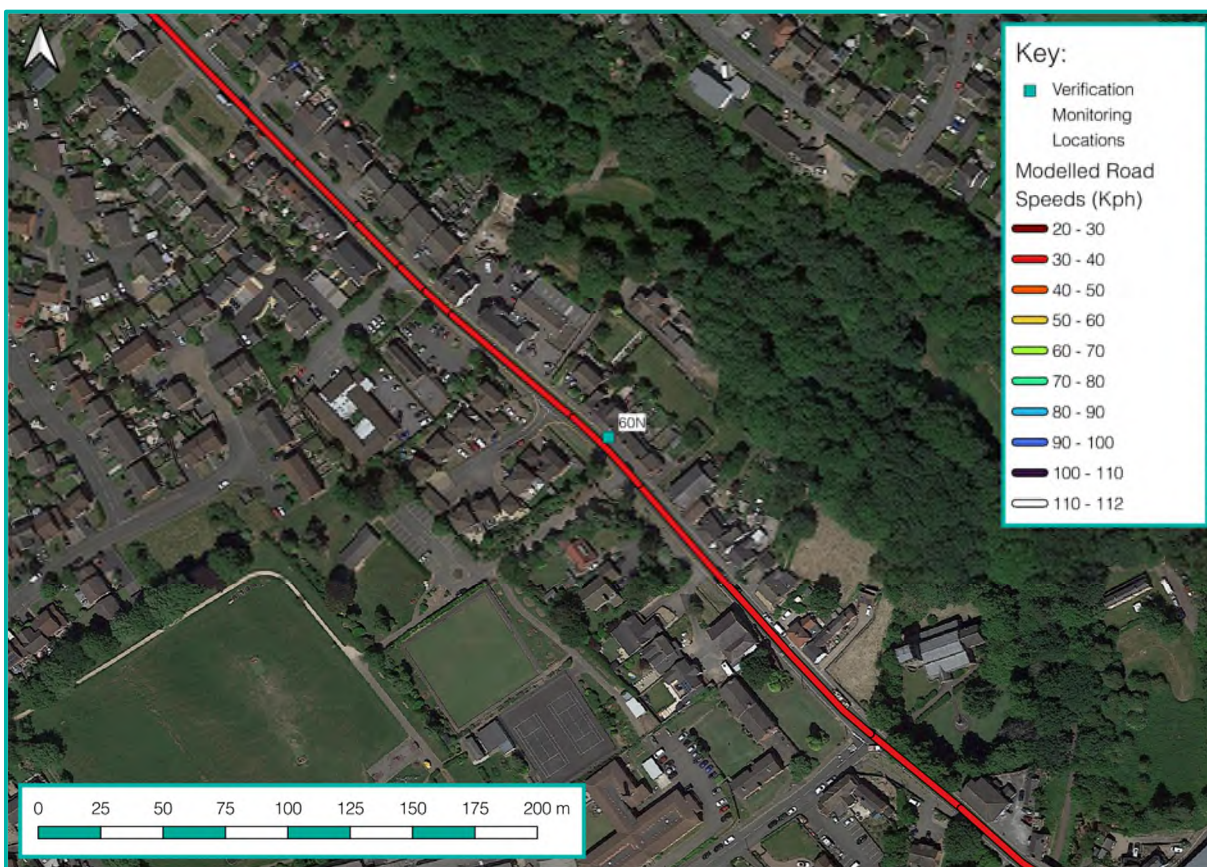 Key:
Verification
Monitoring
Locations
Modelled Road
Speeds (Kph)
20 - 30
30 - 40
40 - 50
50 - 60
60 - 70
70 - 80
80 - 90
90 - 100
100 - 110
110 - 112
60N
0 25 50 75 100 125 150 175 200 m